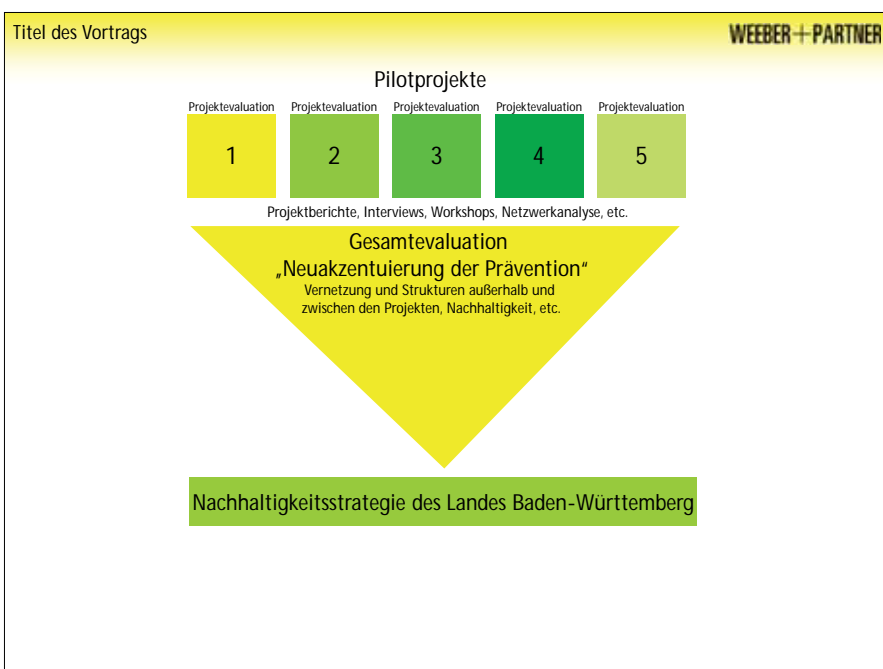 Titel des Vortrags
WEEBER+PARTNER
Pilotprojekte
Projektevaluation Projektevaluation Projektevaluation Projektevaluation Projektevaluation
1 2 3 4 5
Projektberichte, Interviews, Workshops, Netzwerkanalyse, etc.
Gesamtevaluation
„Neuakzentuierung der Prävention“
Vernetzung und Strukturen außerhalb und
zwischen den Projekten, Nachhaltigkeit, etc.
Nachhaltigkeitsstrategie des Landes Baden-Württemberg